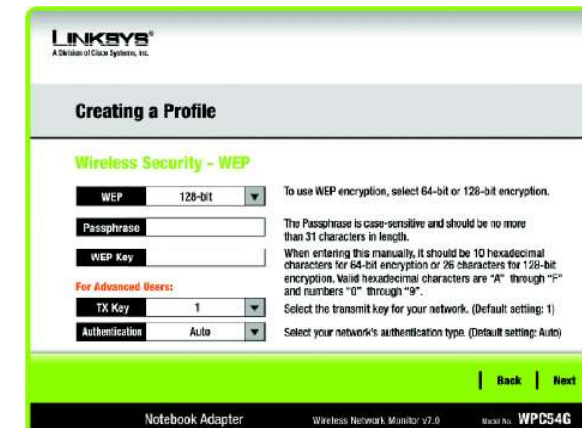 LINKSYS®
A Division of Cisco Systems, Inc.
Creating a Profile
Wireless Security - WEP
WEP 128-bit To use WEP encryption, select 64-bit or 128-bit encryption.
Passphrase The Passphrase is case-sensitive and should be no more
than 31 characters in length.
WEP Key When entering this manually, it should be 10 hexadecimal
characters for 64-bit encryption or 26 characters for 128-bit
encryption. Valid hexadecimal characters are "A" through "F"
and numbers "0" through "9".
For Advanced Users:
TX Key 1 Select the transmit key for your network. (Default setting: 1)
Authentication Auto Select your network's authentication type. (Default setting: Auto)
Back Next
Notebook Adapter Wireless Network Monitor v7.0 Model No. WPC54G